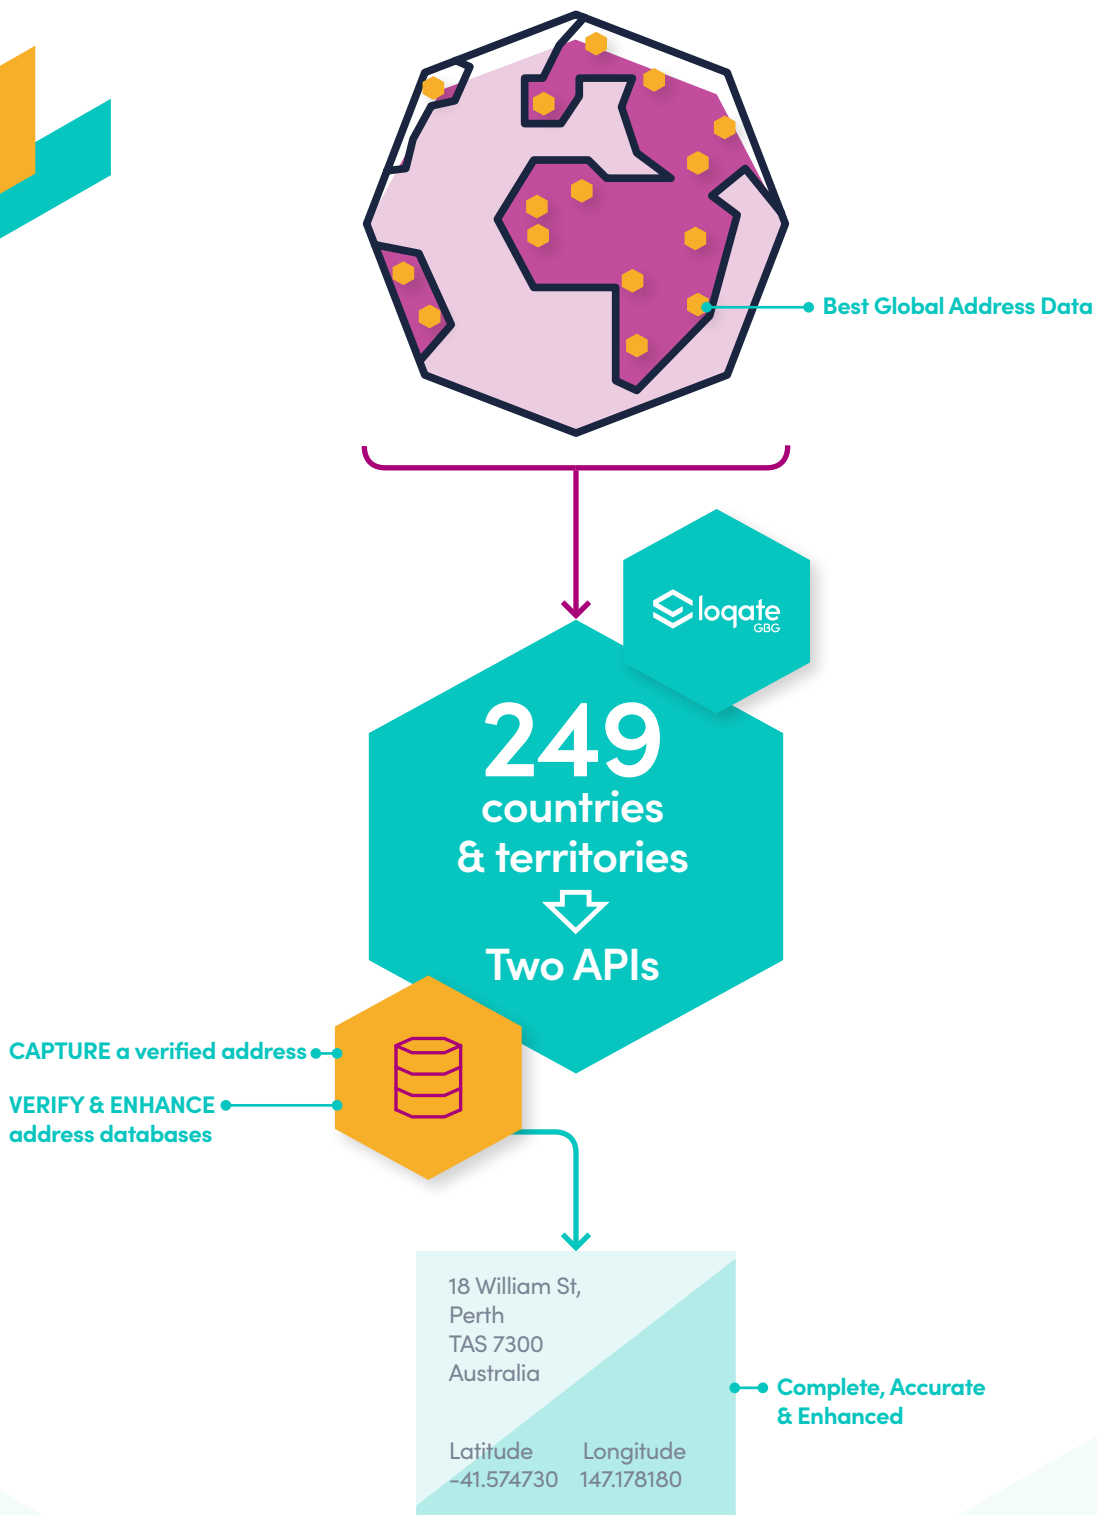 Best Global Address Data
loqate
GBG
249
countries
& territories
Two APIs
CAPTURE a verified address
VERIFY & ENHANCE
address databases
18 William St,
Perth
TAS 7300
Australia
Complete, Accurate
& Enhanced
Latitude Longitude
-41.574730 147.178180